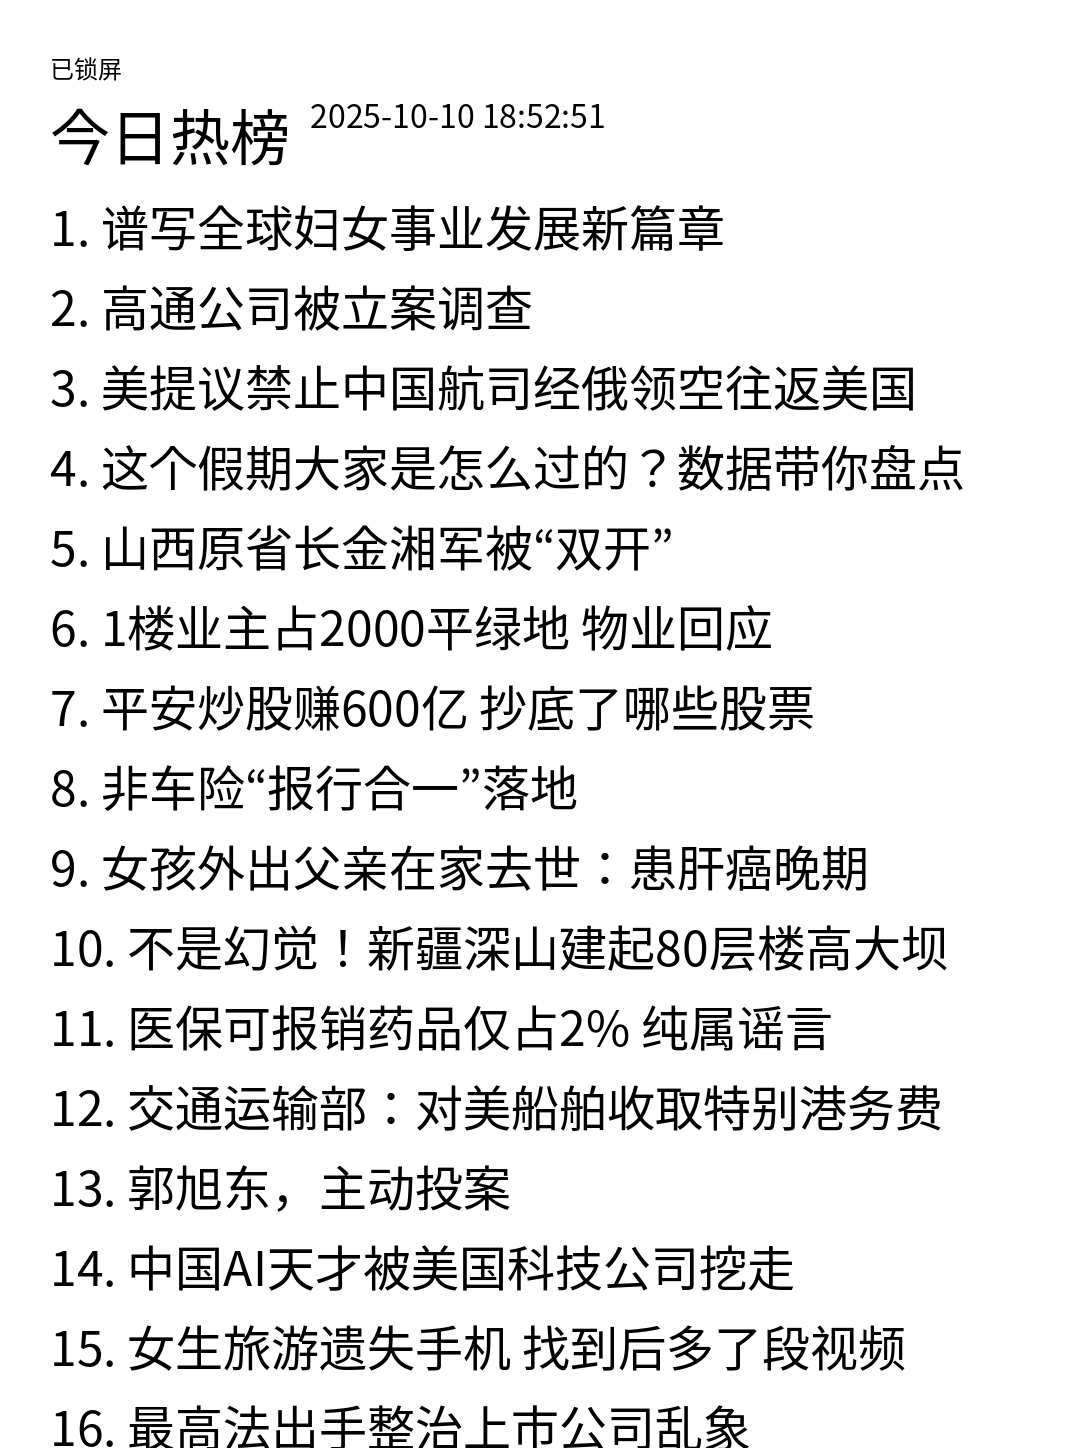 已锁屏
今日热榜 2025-10-10 18:52:51
1. 谱写全球妇女事业发展新篇章
2. 高通公司被立案调查
3. 美提议禁止中国航司经俄领空往返美国
4. 这个假期大家是怎么过的？数据带你盘点
5. 山西原省长金湘军被“双开”
6. 1楼业主占2000平绿地 物业回应
7. 平安炒股赚600亿 抄底了哪些股票
8. 非车险“报行合一”落地
9. 女孩外出父亲在家去世：患肝癌晚期
10. 不是幻觉！新疆深山建起80层楼高大坝
11. 医保可报销药品仅占2% 纯属谣言
12. 交通运输部：对美船舶收取特别港务费
13. 郭旭东，主动投案
14. 中国AI天才被美国科技公司挖走
15. 女生旅游遗失手机 找到后多了段视频
16. 最高法出手整治上市公司乱象